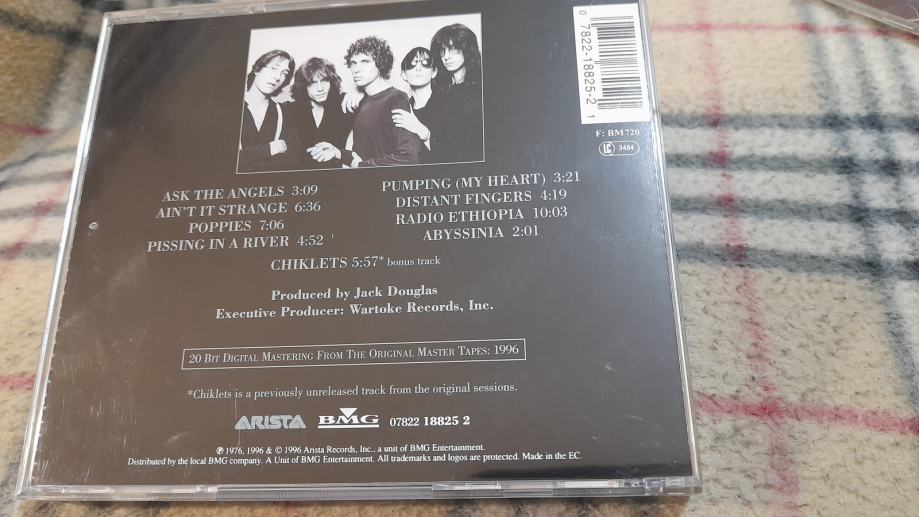 0 7822-18825-2 1
F: BM 720
LC 3484
ASK THE ANGELS 3:09
AIN'T IT STRANGE 6:36
POPPIES 7:06
PISSING IN A RIVER 4:52
PUMPING (MY HEART) 3:21
DISTANT FINGERS 4:19
RADIO ETHIOPIA 10:03
ABYSSINIA 2:01
CHIKLETS 5:57* bonus track
Produced by Jack Douglas
Executive Producer: Wartoke Records, Inc.
20 BIT DIGITAL MASTERING FROM THE ORIGINAL MASTER TAPES: 1996
*Chiklets is a previously unreleased track from the original sessions.
ARISTA BMG 07822 18825 2
℗ 1976, 1996 & © 1996 Arista Records, Inc., a unit of BMG Entertainment.
Distributed by the local BMG company. A Unit of BMG Entertainment. All trademarks and logos are protected. Made in the EC.